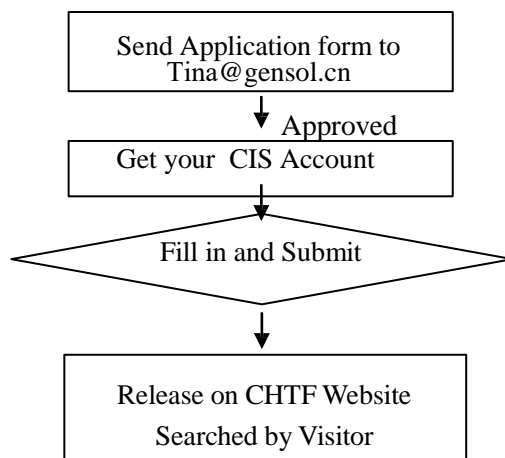 Send Application form to
Tina@gensol.cn
Approved
Get your  CIS Account
Fill in and Submit
Release on CHTF Website
Searched by Visitor